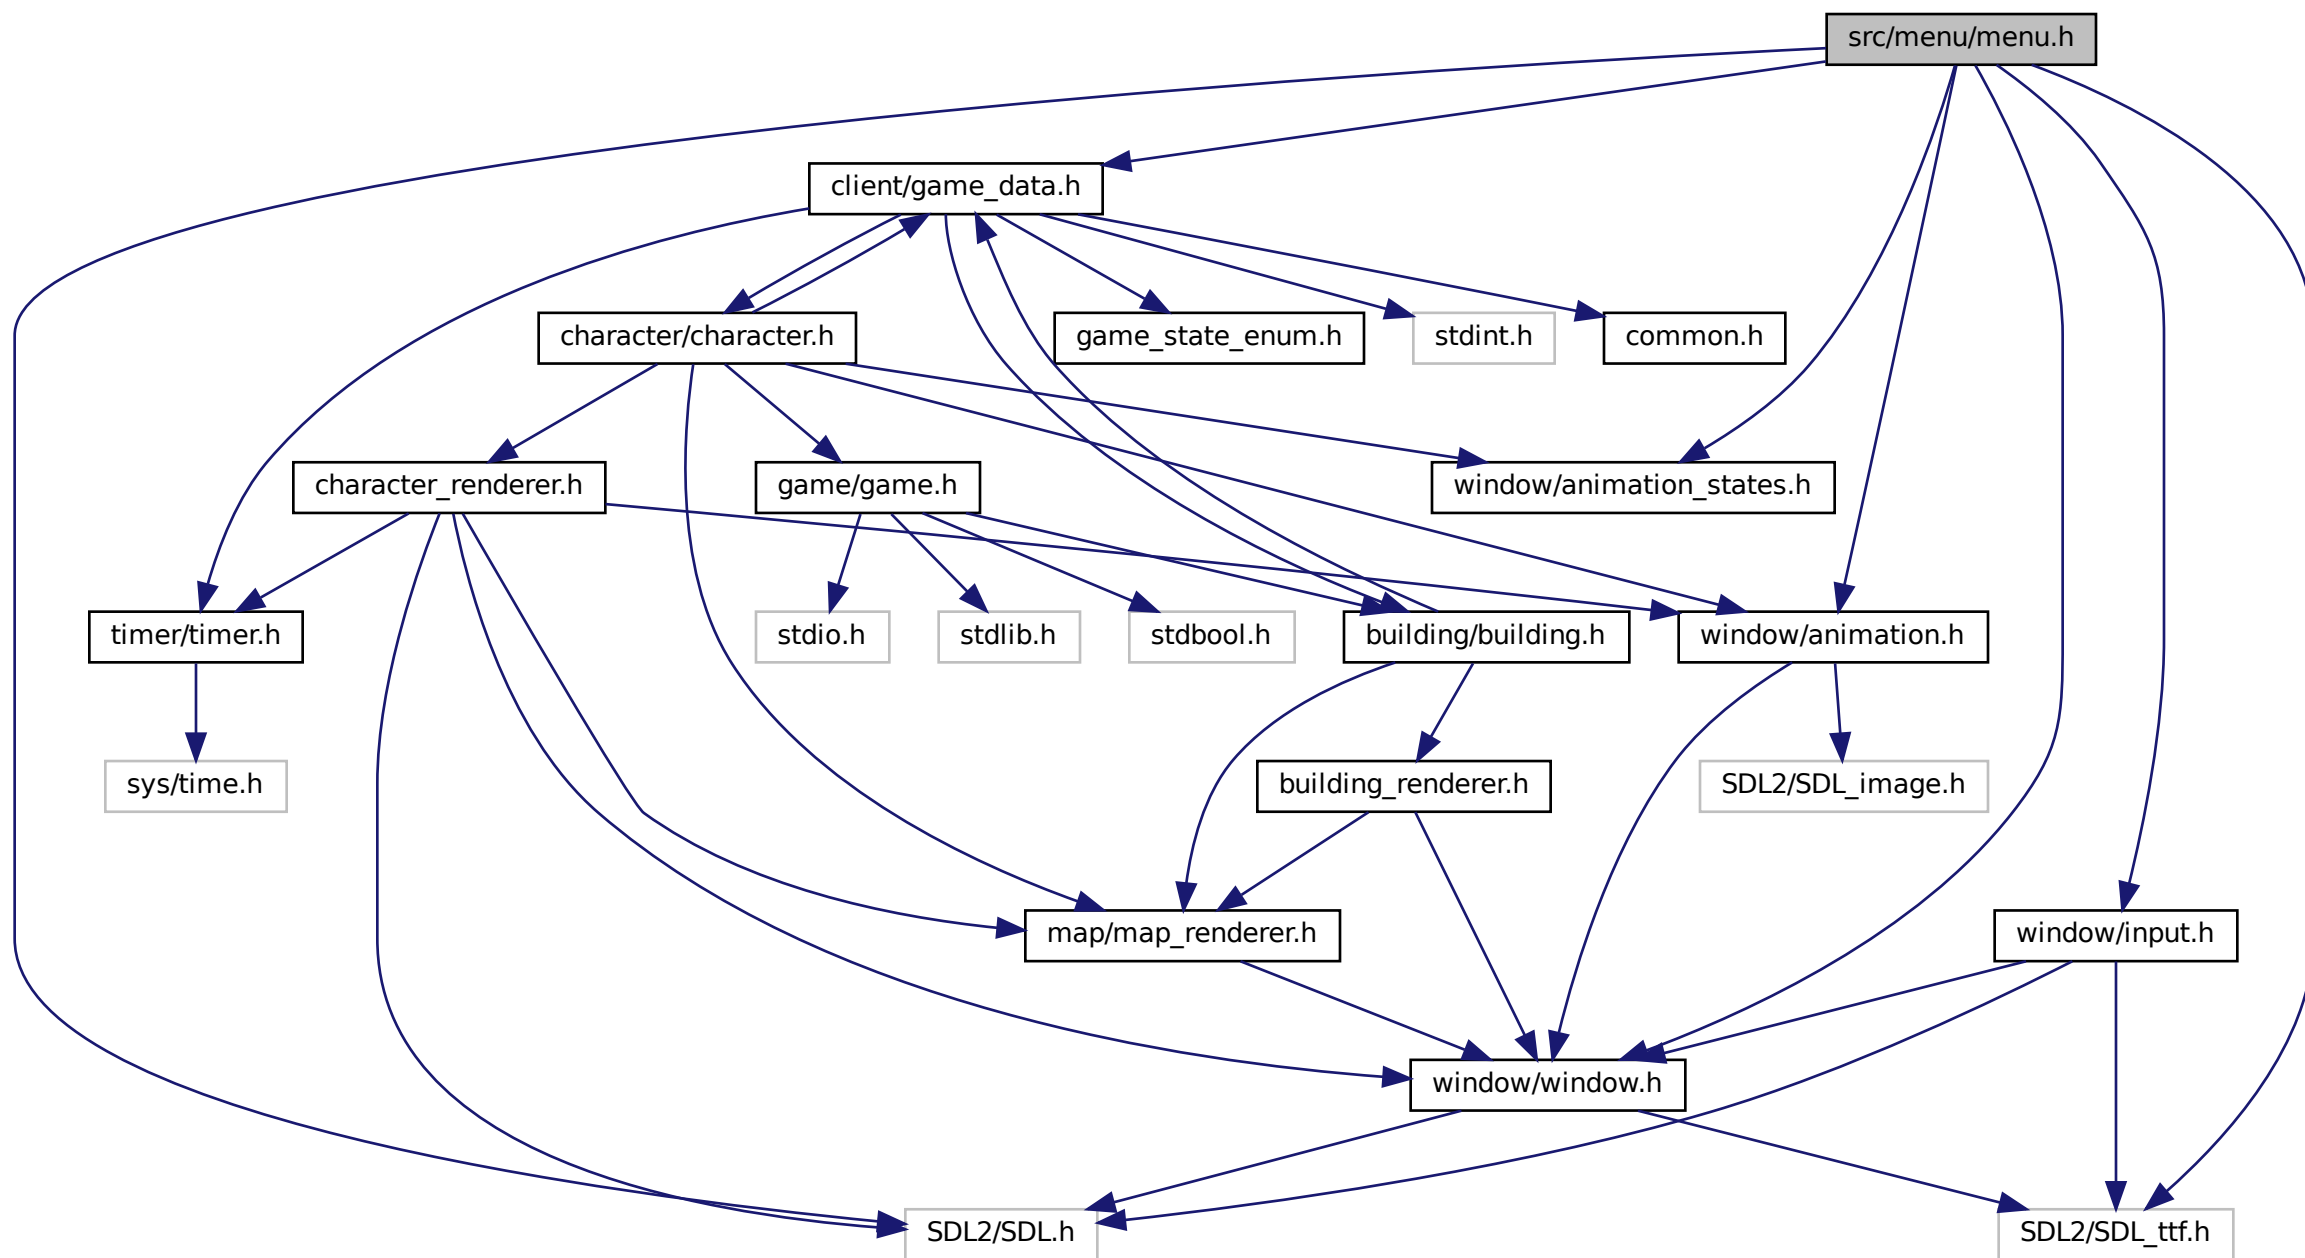 src/menu/menu.h
client/game_data.h
character/character.h
game_state_enum.h
stdint.h
common.h
character_renderer.h
game/game.h
window/animation_states.h
timer/timer.h
stdio.h
stdlib.h
stdbool.h
building/building.h
window/animation.h
sys/time.h
building_renderer.h
SDL2/SDL_image.h
map/map_renderer.h
window/input.h
window/window.h
SDL2/SDL.h
SDL2/SDL_ttf.h